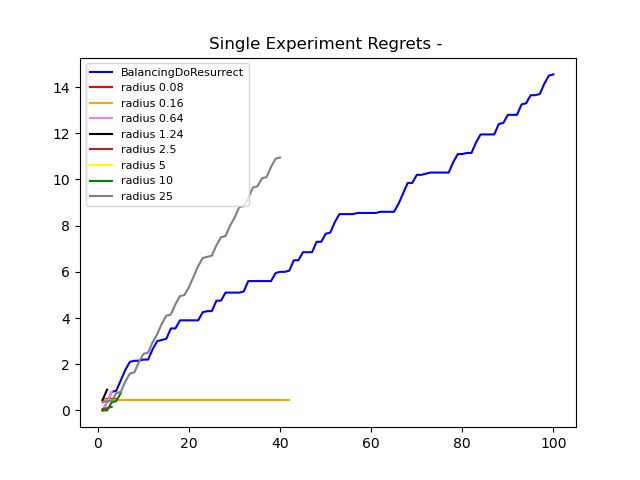 Single Experiment Regrets -
BalancingDoResurrect
radius 0.08
radius 0.16
radius 0.64
radius 1.24
radius 2.5
radius 5
radius 10
radius 25
14
12
10
8
6
4
2
0
0 20 40 60 80 100